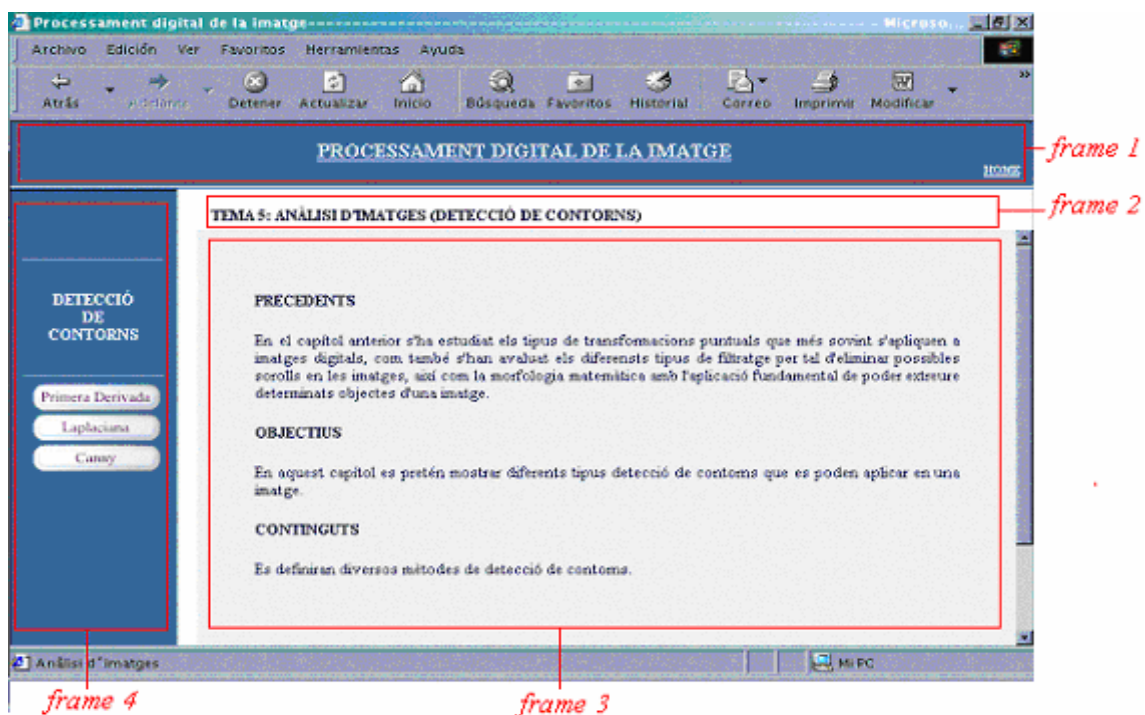 Processament digital de la imatge - Microso...
Archivo Edición Ver Favoritos Herramientas Ayuda
Atrás Detener Actualizar Inicio Búsqueda Favoritos Historial Correo Imprimir Modificar
PROCESSAMENT DIGITAL DE LA IMATGE
HOME
frame 1
TEMA 5: ANÀLISI D'IMATGES (DETECCIÓ DE CONTORNS)
frame 2
DETECCIÓ
DE
CONTORNS
Primera Derivada
Laplaciana
Canny
PRECEDENTS
En el capítol anterior s'ha estudiat els tipus de transformacions puntuals que més sovint s'apliquen a
imatges digitals, com també s'han avaluat els diferensts tipus de filtratge per tal d'eliminar possibles
sorolls en les imatges, així com la morfologia matemàtica amb l'aplicació fundamental de poder extreure
determinats objectes d'una imatge.
OBJECTIUS
En aquest capítol es pretén mostrar diferents tipus detecció de contorns que es poden aplicar en una
imatge.
CONTINGUTS
Es definiran diversos mètodes de detecció de contorns.
Anàlisi d'imatges
Mi PC
frame 4
frame 3